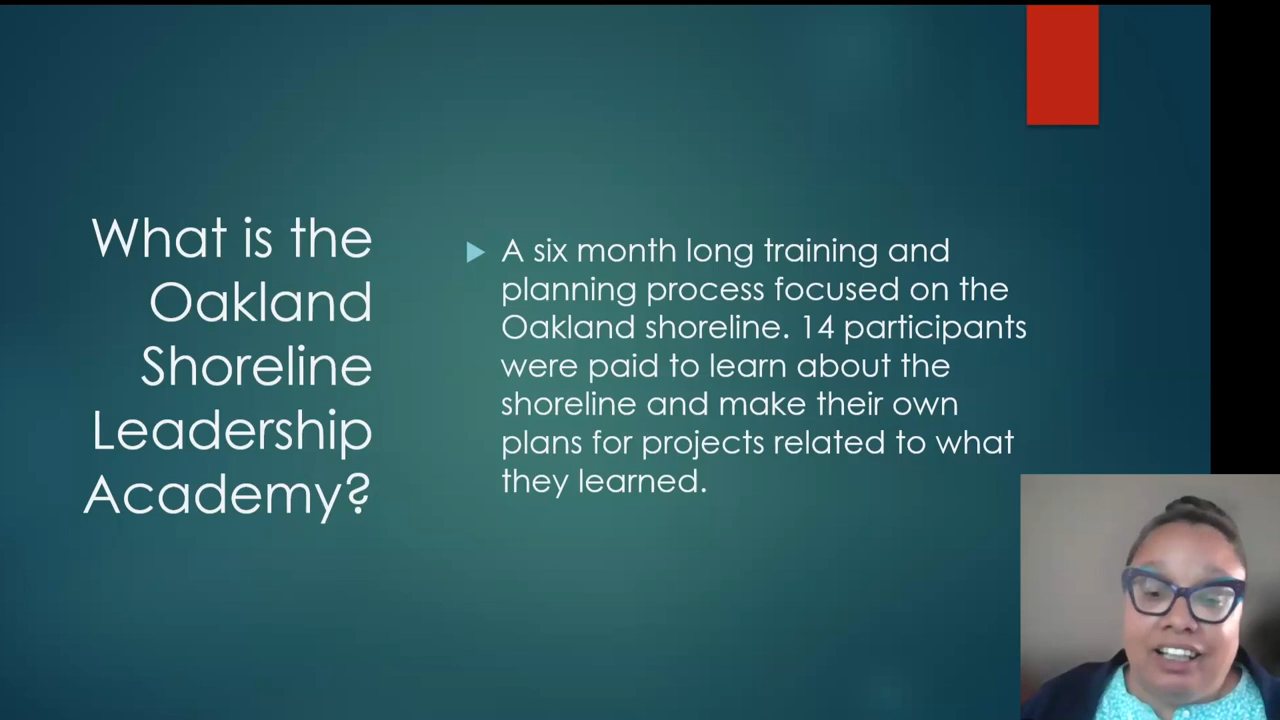 What is the
Oakland
Shoreline
Leadership
Academy?
A six month long training and
planning process focused on the
Oakland shoreline. 14 participants
were paid to learn about the
shoreline and make their own
plans for projects related to what
they learned.